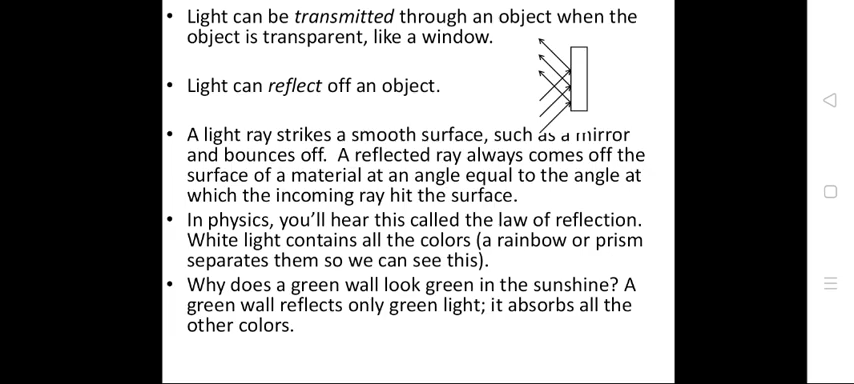 • Light can be transmitted through an object when the
object is transparent, like a window.
• Light can reflect off an object.
• A light ray strikes a smooth surface, such as a mirror
and bounces off. A reflected ray always comes off the
surface of a material at an angle equal to the angle at
which the incoming ray hit the surface.
• In physics, you’ll hear this called the law of reflection.
White light contains all the colors (a rainbow or prism
separates them so we can see this).
• Why does a green wall look green in the sunshine? A
green wall reflects only green light; it absorbs all the
other colors.